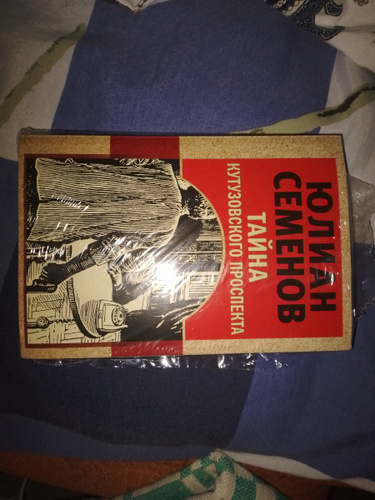 ЮЛИАН
СЕМЕНОВ
ТАЙНА
КУТУЗОВСКОГО ПРОСПЕКТА